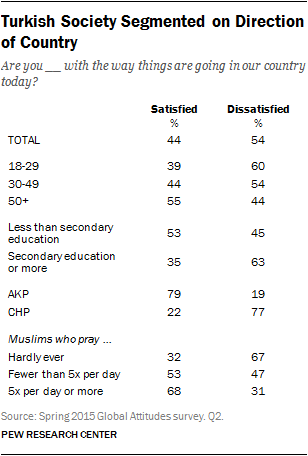 Turkish Society Segmented on Direction
of Country
Are you __ with the way things are going in our country
today?
Satisfied Dissatisfied
% %
TOTAL 44 54
18-29 39 60
30-49 44 54
50+ 55 44
Less than secondary
education 53 45
Secondary education
or more 35 63
AKP 79 19
CHP 22 77
Muslims who pray ...
Hardly ever 32 67
Fewer than 5x per day 53 47
5x per day or more 68 31
Source: Spring 2015 Global Attitudes survey. Q2.
PEW RESEARCH CENTER